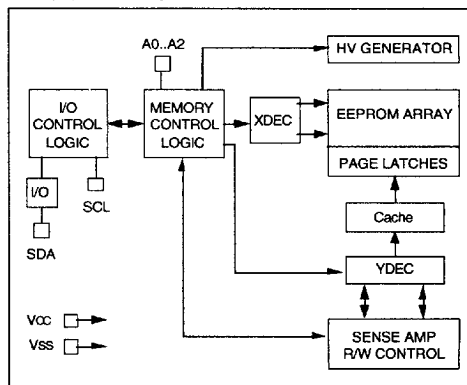 A0..A2
HV GENERATOR
I/O
CONTROL
LOGIC
MEMORY
CONTROL
LOGIC
XDEC
EEPROM ARRAY
PAGE LATCHES
I/O
SCL
SDA
Cache
YDEC
Vcc
Vss
SENSE AMP
R/W CONTROL